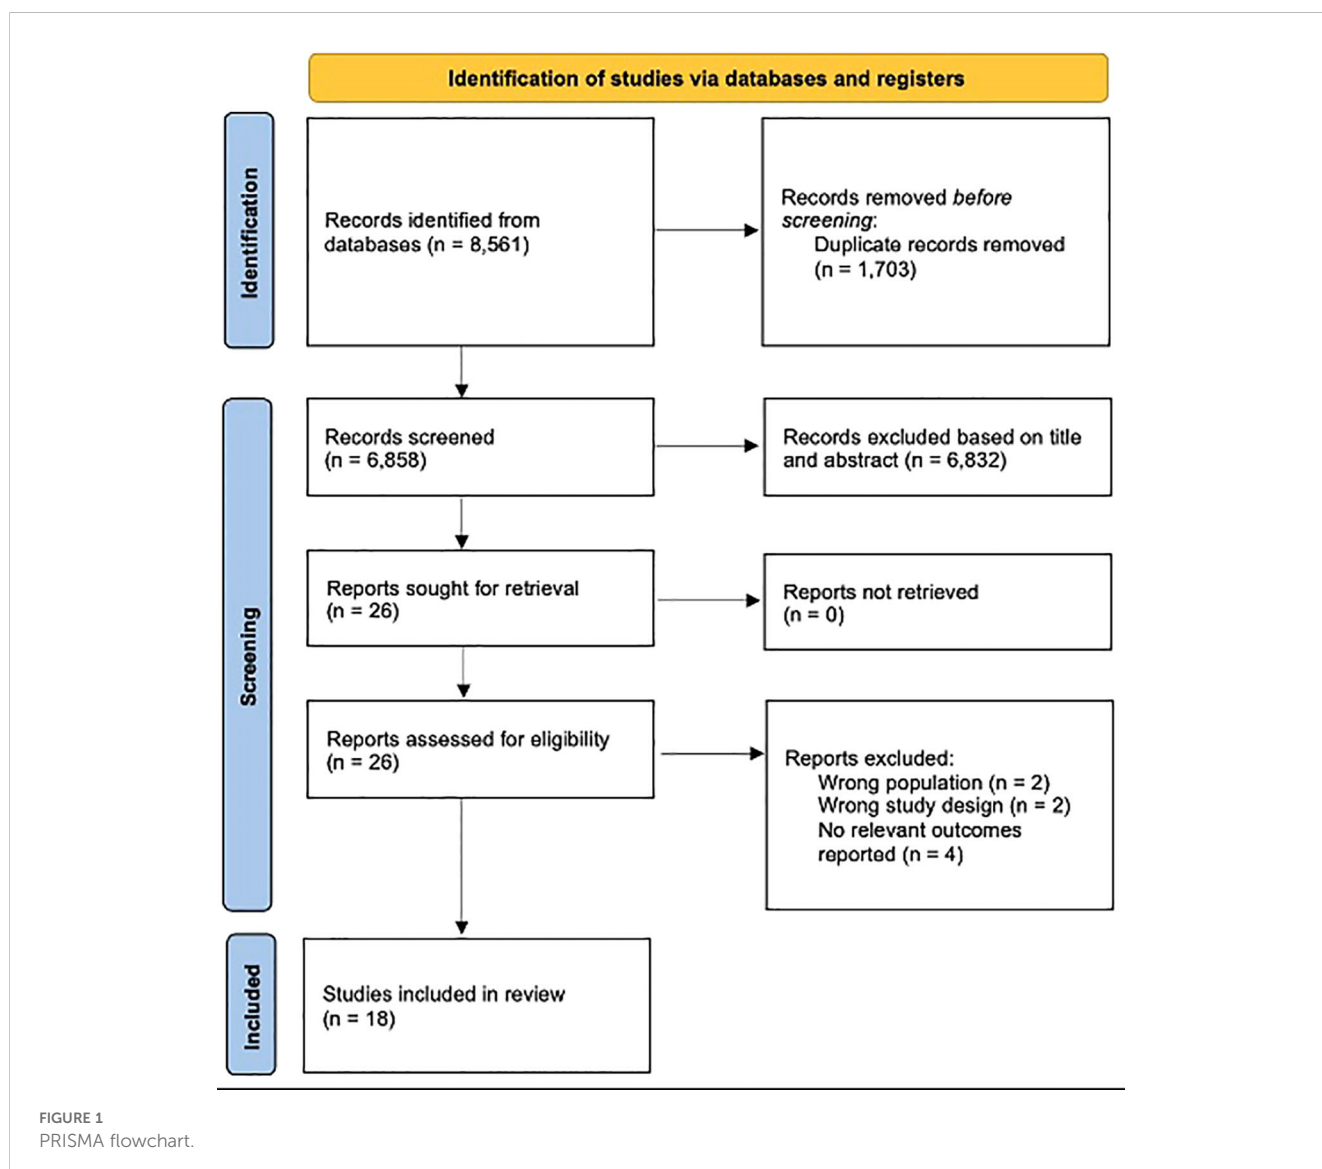 Identification of studies via databases and registers
Identification
Records identified from
databases (n = 8,561)
Records removed before
screening:
Duplicate records removed
(n = 1,703)
Screening
Records screened
(n = 6,858)
Records excluded based on title
and abstract (n = 6,832)
Reports sought for retrieval
(n = 26)
Reports not retrieved
(n = 0)
Reports assessed for eligibility
(n = 26)
Reports excluded:
Wrong population (n = 2)
Wrong study design (n = 2)
No relevant outcomes
reported (n = 4)
Included
Studies included in review
(n = 18)
FIGURE 1
PRISMA flowchart.